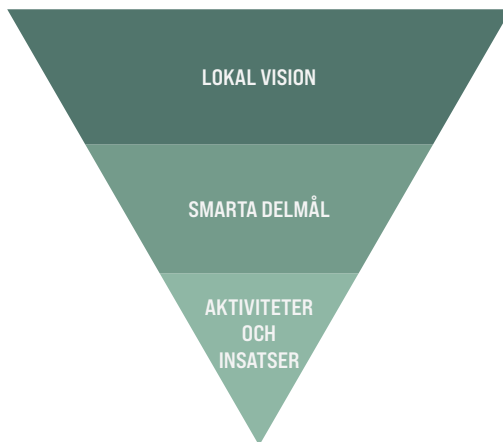 LOKAL VISION
SMARTA DELMÅL
AKTIVITETER
OCH
INSATSER